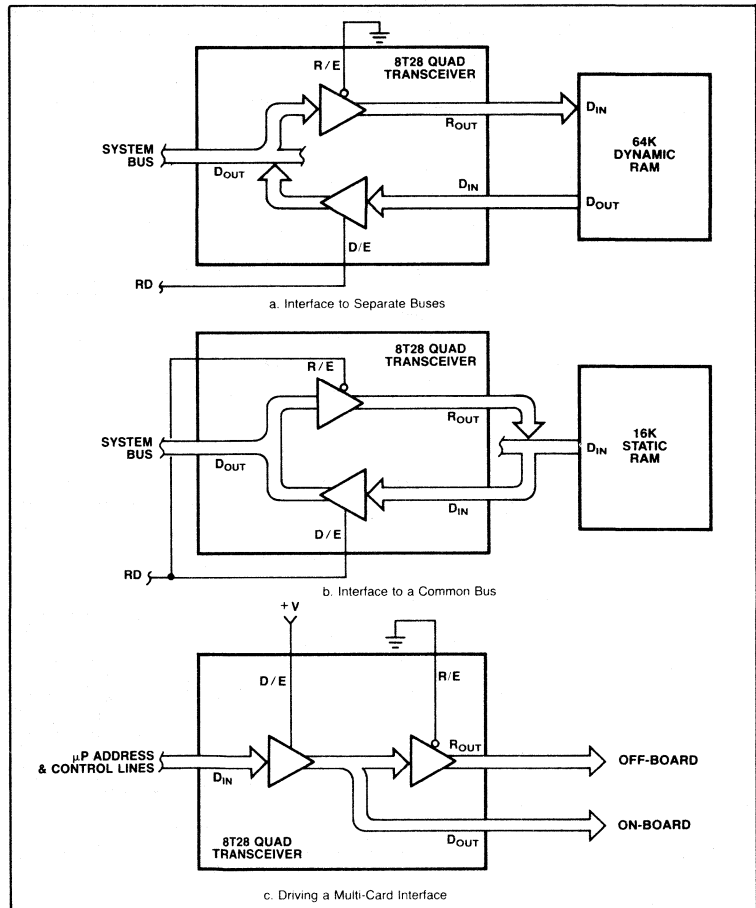 R/E
8T28 QUAD
TRANSCEIVER
ROUT
DIN
SYSTEM
BUS
DOUT
64K
DYNAMIC
RAM
DIN
DOUT
D/E
RD
a. Interface to Separate Buses
8T28 QUAD
TRANSCEIVER
R/E
ROUT
SYSTEM
BUS
DOUT
DIN
16K
STATIC
RAM
DIN
D/E
RD
b. Interface to a Common Bus
+V
D/E
R/E
μP ADDRESS
& CONTROL LINES
DIN
ROUT
OFF-BOARD
DOUT
ON-BOARD
8T28 QUAD
TRANSCEIVER
c. Driving a Multi-Card Interface